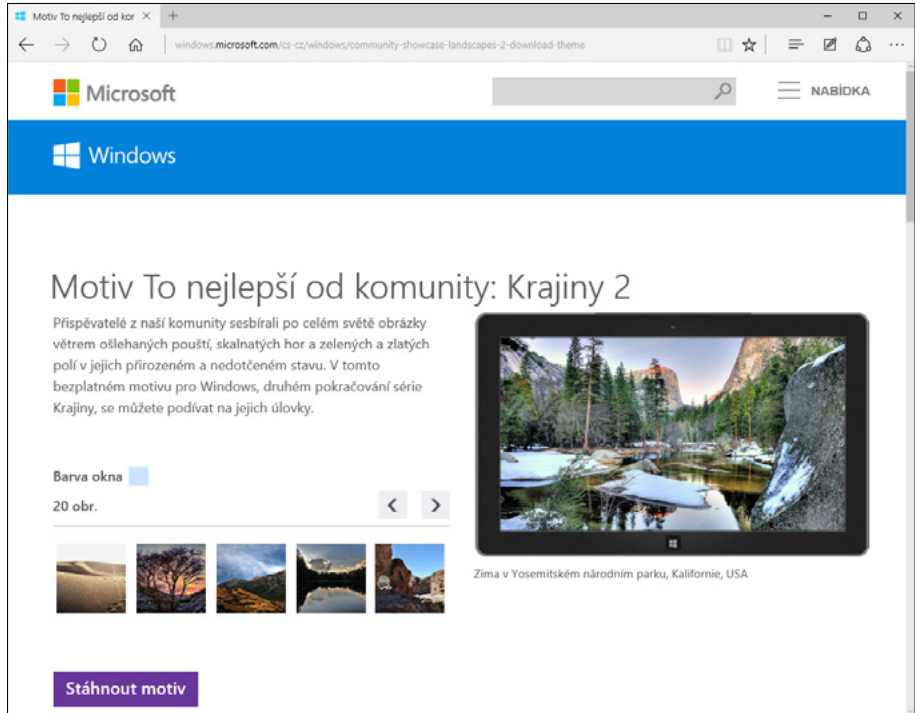 Motiv To nejlepší od kor
windows.microsoft.com/cs-cz/windows/community-showcase-landscapes-2-download-theme
Microsoft
NABÍDKA
Windows
Motiv To nejlepší od komunity: Krajiny 2
Přispěvatelé z naší komunity sesbírali po celém světě obrázky
větrem ošlehaných pouští, skalnatých hor a zelených a zlatých
polí v jejich přirozeném a nedotčeném stavu. V tomto
bezplatném motivu pro Windows, druhém pokračování série
Krajiny, se můžete podívat na jejich úlovky.
Barva okna
20 obr.
Zima v Yosemitském národním parku, Kalifornie, USA
Stáhnout motiv